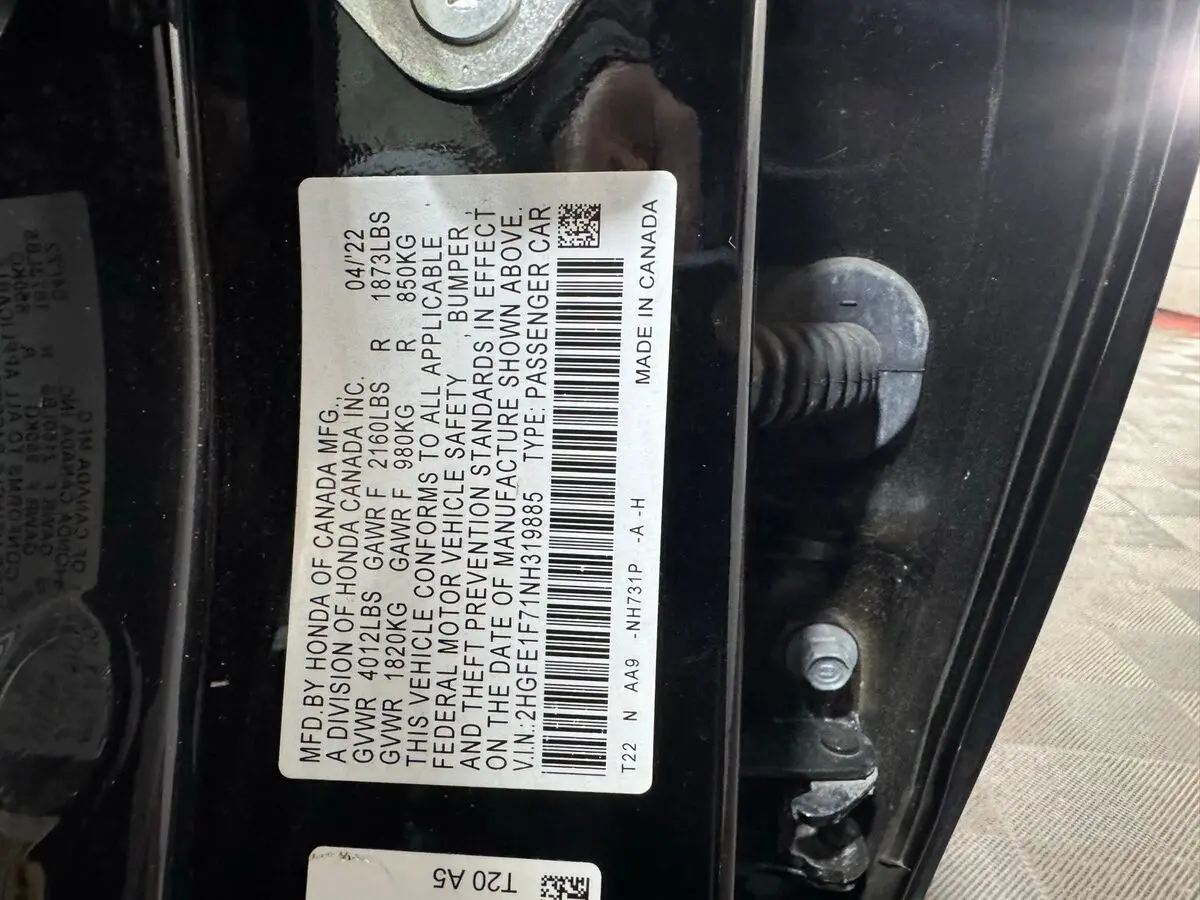 MFD.BY HONDA OF CANADA MFG.,
A DIVISION OF HONDA CANADA INC. 04/'22
GVWR 4012LBS GAWR F 2160LBS R 1873LBS
GVWR 1820KG GAWR F 980KG R 850KG
THIS VEHICLE CONFORMS TO ALL APPLICABLE
FEDERAL MOTOR VEHICLE SAFETY, BUMPER,
AND THEFT PREVENTION STANDARDS IN EFFECT
ON THE DATE OF MANUFACTURE SHOWN ABOVE.
V.I.N.:2HGFE1F71NH319885 TYPE: PASSENGER CAR
T22 N AA9 -NH731P -A -H MADE IN CANADA
T20 A5